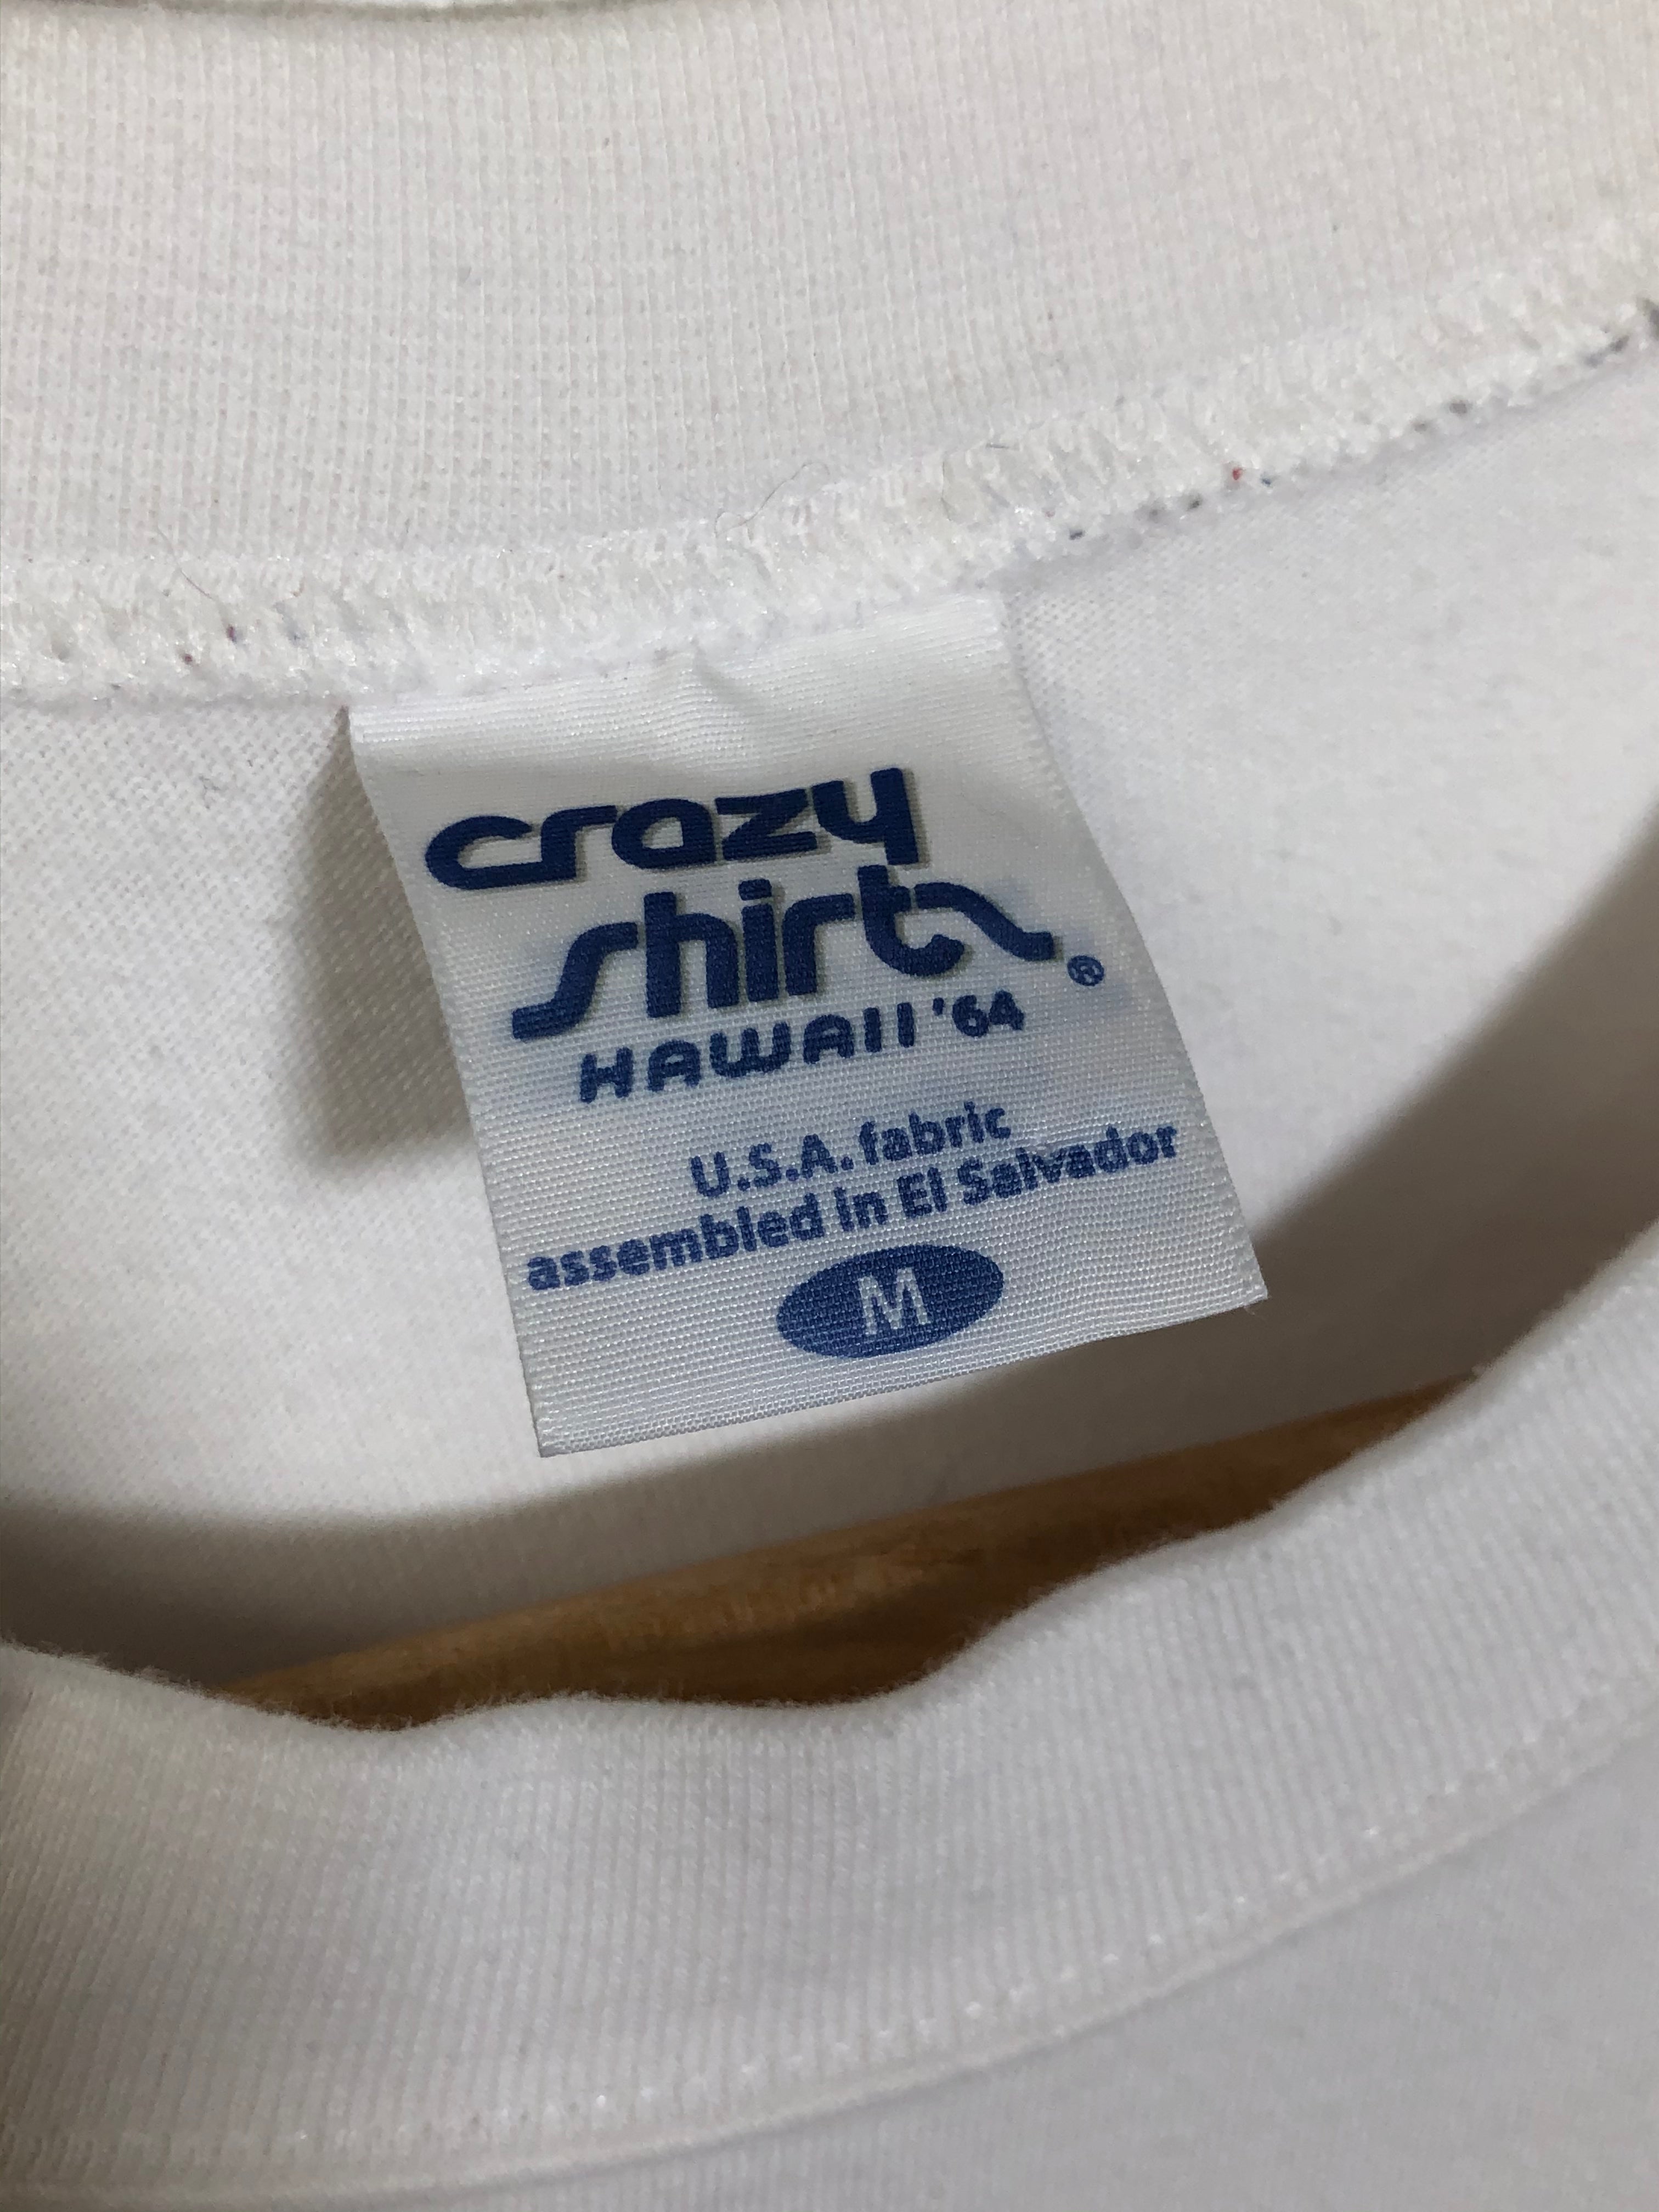 crazy
shirts®
HAWAII '64
U.S.A. fabric
assembled in El Salvador
M